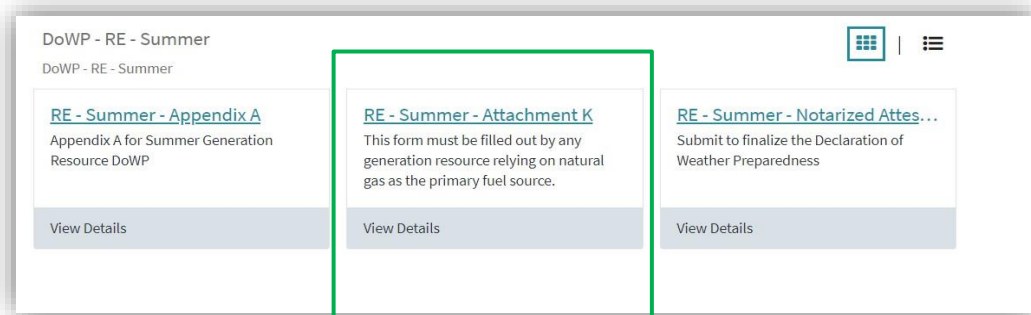 DoWP - RE - Summer
DoWP - RE - Summer
RE - Summer - Appendix A
Appendix A for Summer Generation
Resource DoWP
View Details
RE - Summer - Attachment K
This form must be filled out by any
generation resource relying on natural
gas as the primary fuel source.
View Details
RE - Summer - Notarized Attes...
Submit to finalize the Declaration of
Weather Preparedness
View Details